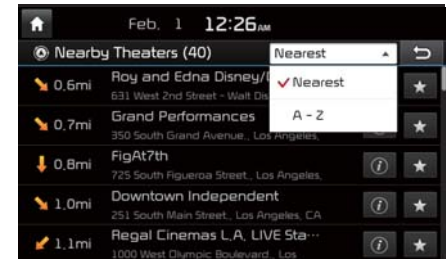 Feb. 1 12:26AM
Nearby Theaters (40) Nearest
Nearest
A - Z
0.6mi Roy and Edna Disney/
631 West 2nd Street - Walt Dis
0.7mi Grand Performances
350 South Grand Avenue., Los Angeles,
0.8mi FigAt7th
725 South Figueroa Street., Los Angeles,
1.0mi Downtown Independent
251 South Main Street., Los Angeles, CA
1.1mi Regal Cinemas L.A. LIVE Sta...
1000 West Olympic Boulevard., Los